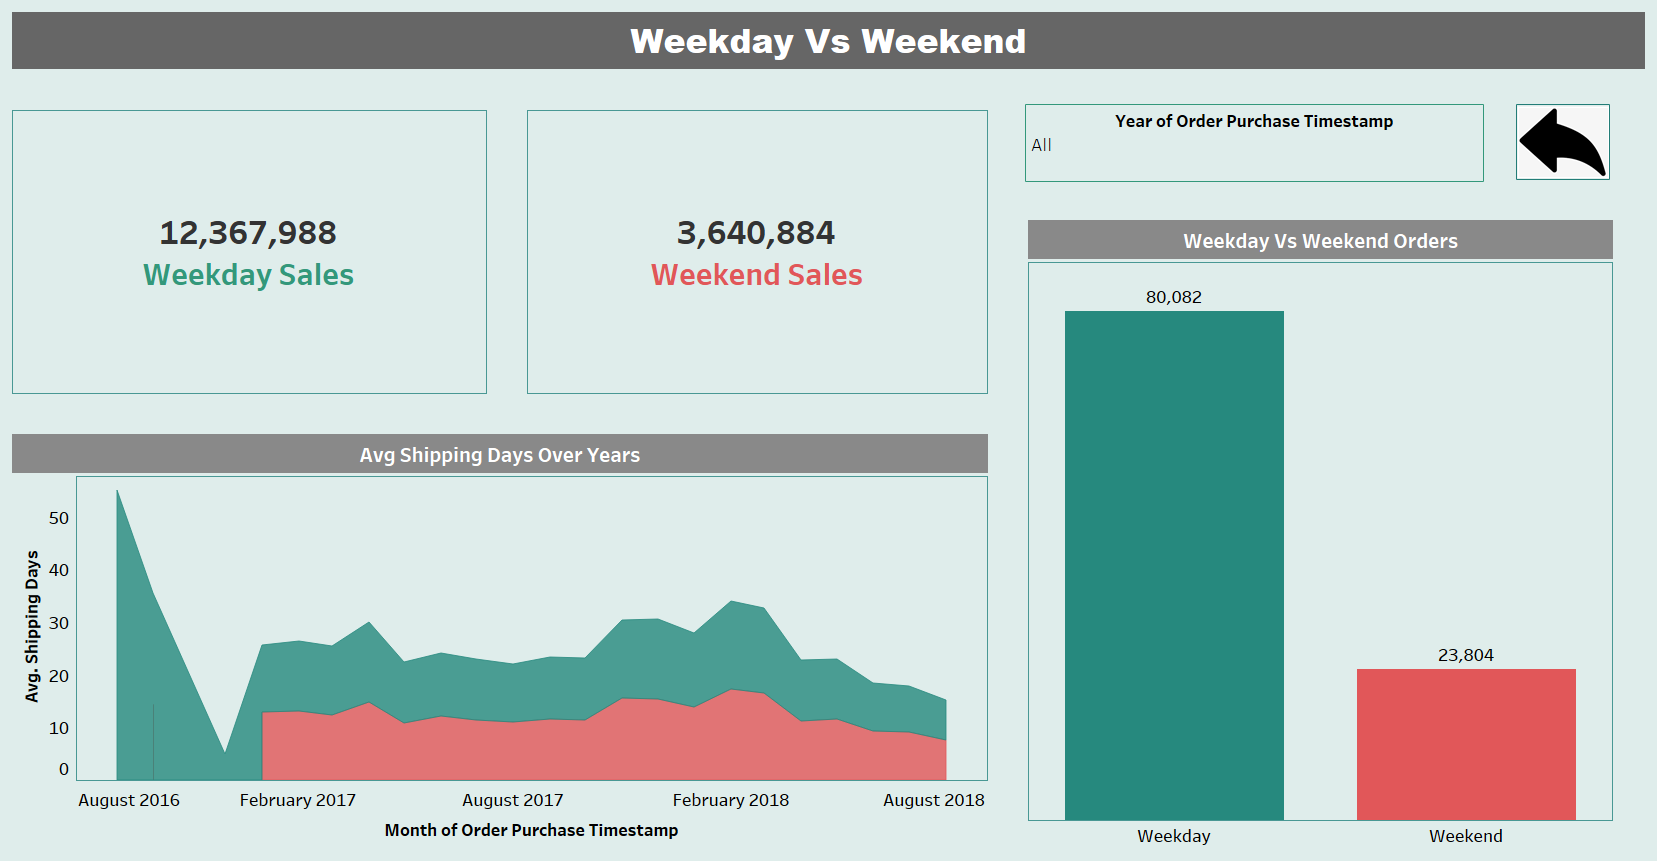 Weekday Vs Weekend
12,367,988
Weekday Sales
3,640,884
Weekend Sales
Year of Order Purchase Timestamp
All
Weekday Vs Weekend Orders
80,082
23,804
Weekday
Weekend
Avg Shipping Days Over Years
Avg. Shipping Days
50
40
30
20
10
0
August 2016
February 2017
August 2017
February 2018
August 2018
Month of Order Purchase Timestamp